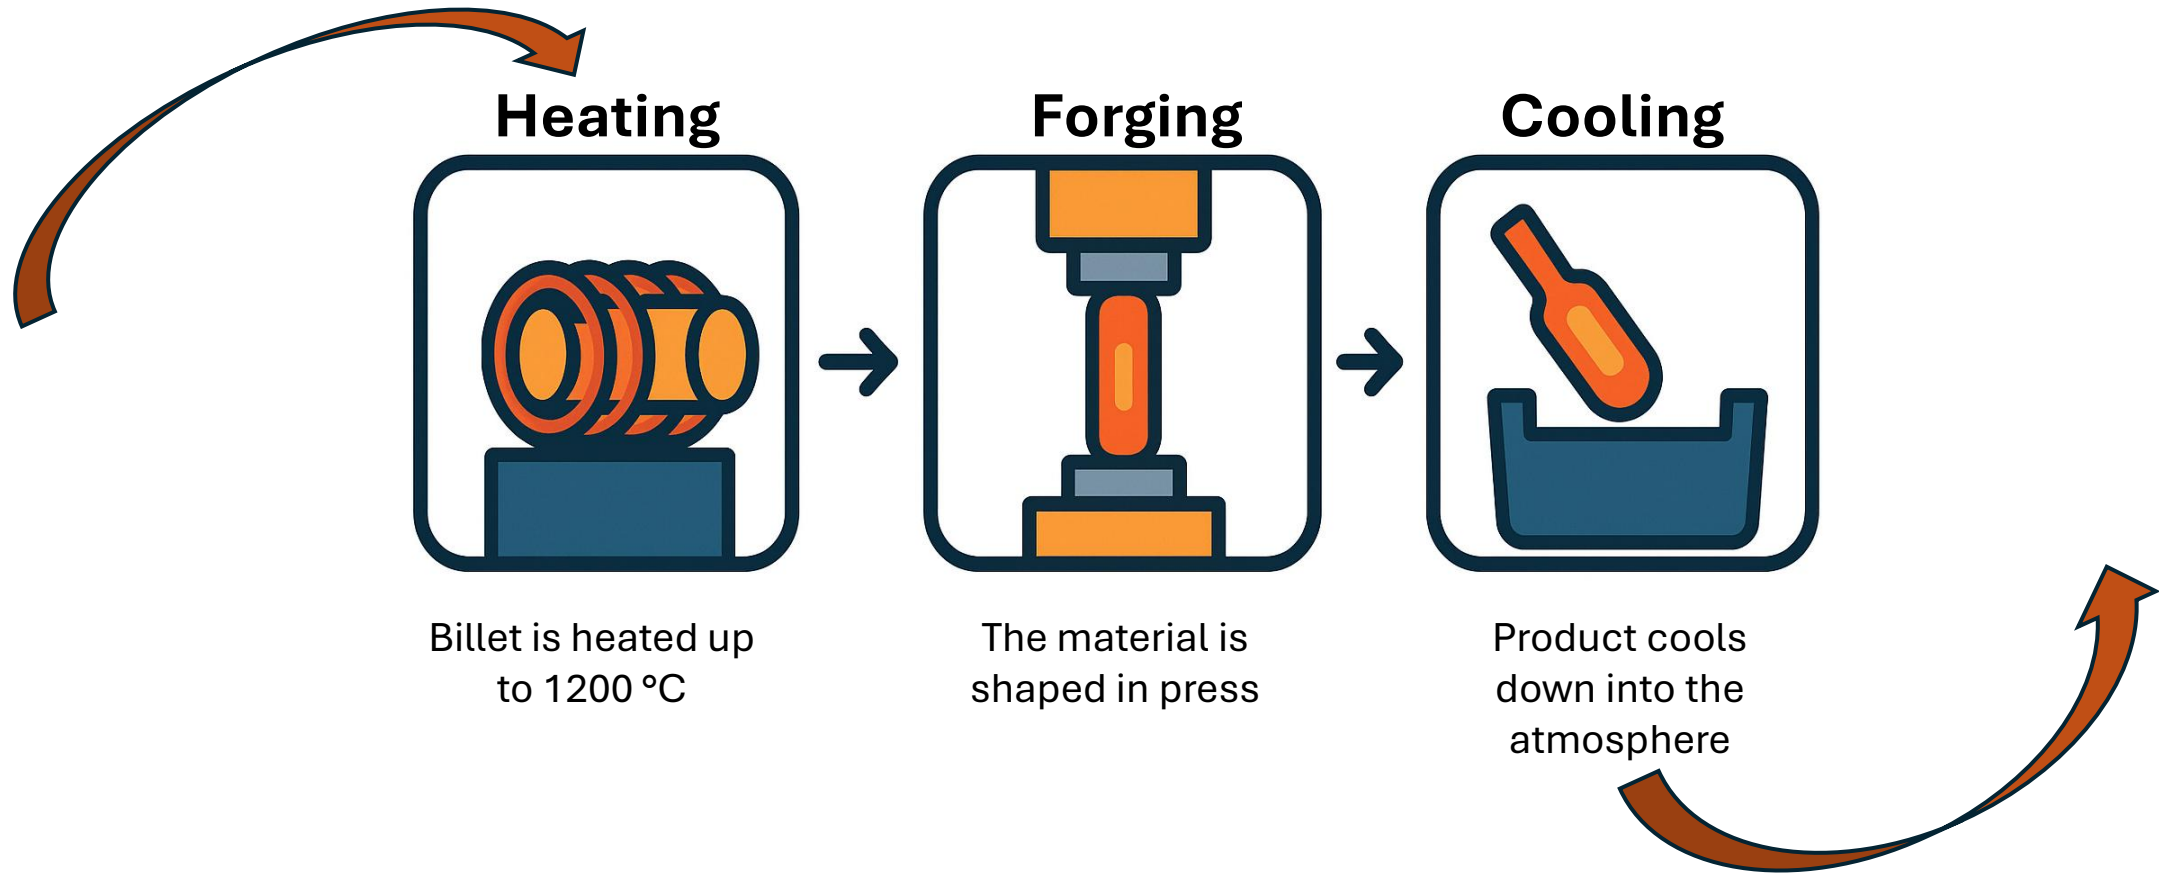 Heating
Forging
Cooling
Billet is heated up
to 1200 °C
The material is
shaped in press
Product cools
down into the
atmosphere